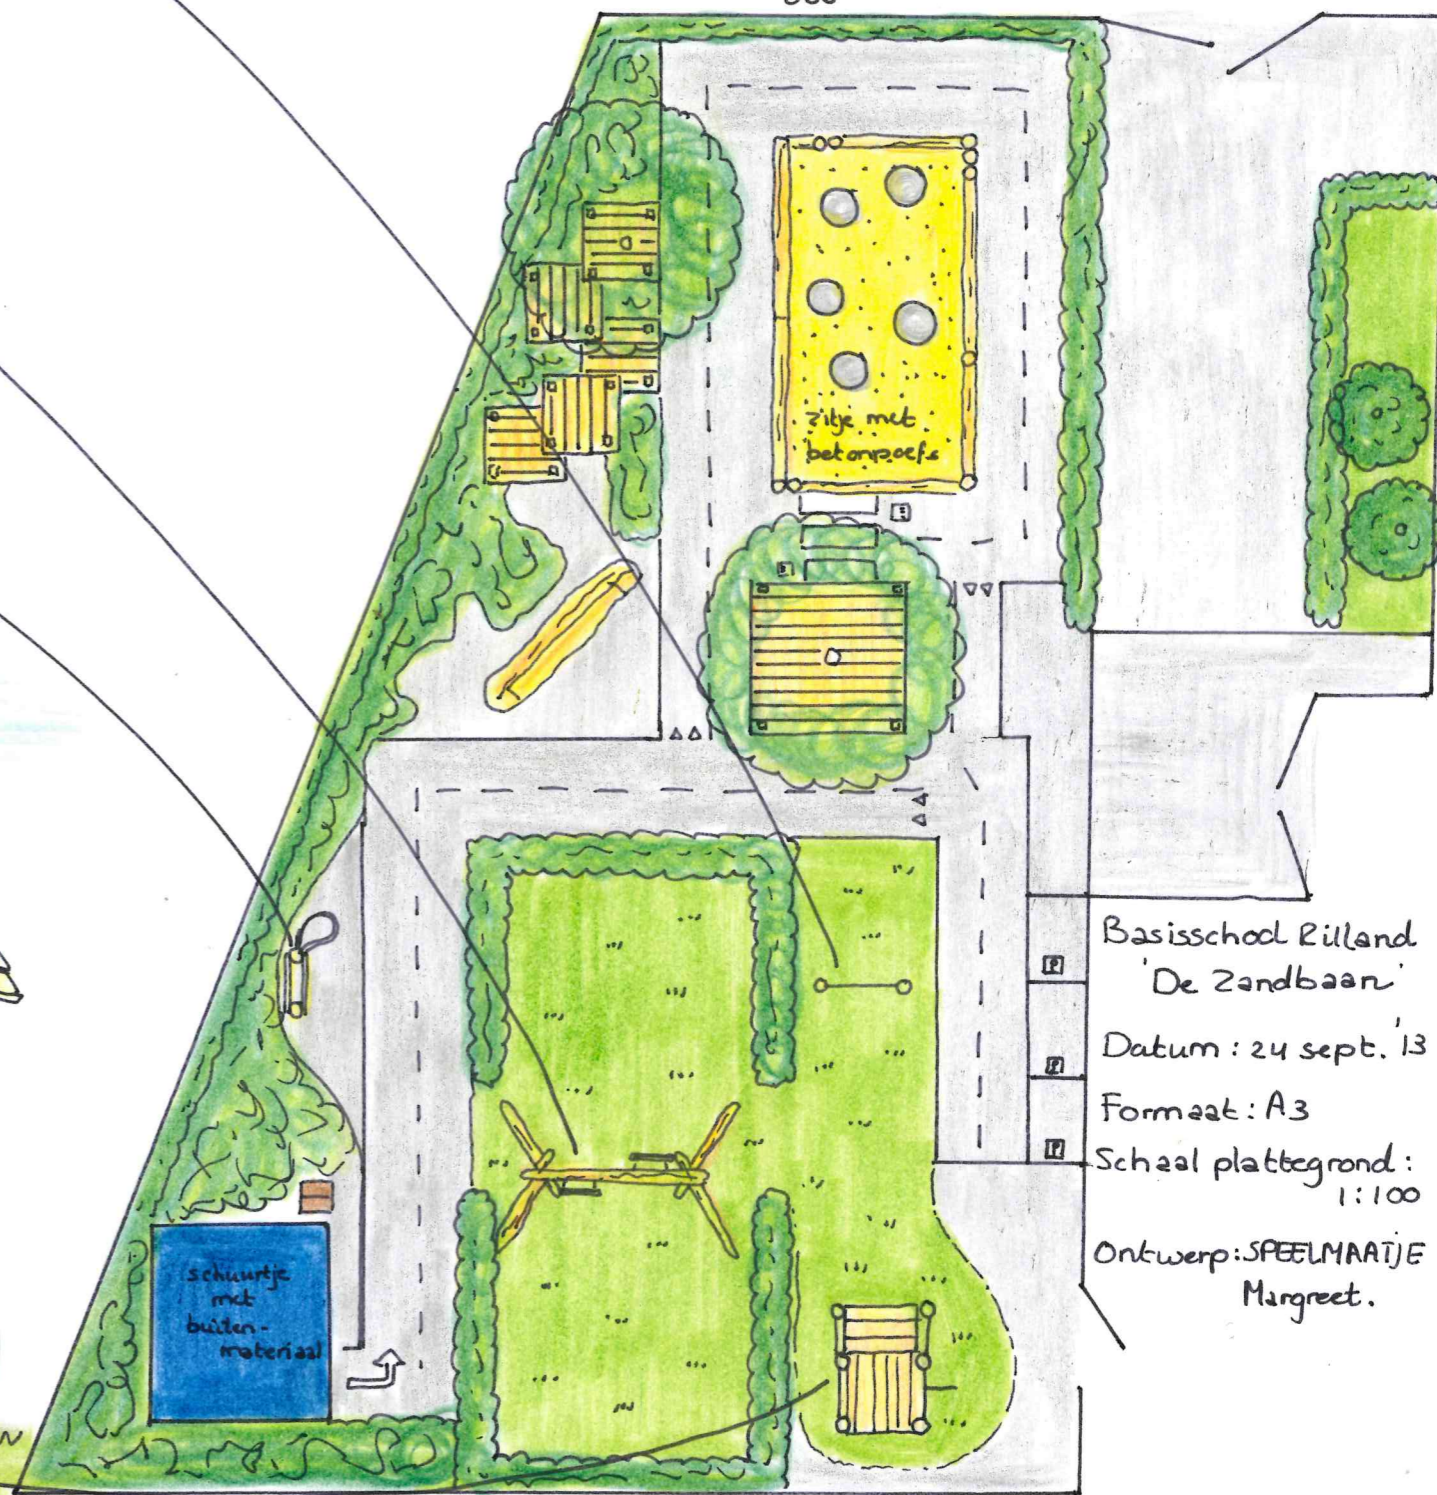 zitje met
betonpoefs
Basisschool Rilland
'De Zandbaan'
Datum : 24 sept. '13
Formaat : A3
Schaal plattegrond :
1:100
Ontwerp : SPEELMAATJE
Margreet.
schuurtje
met
buiten-
materiaal
P
P
P